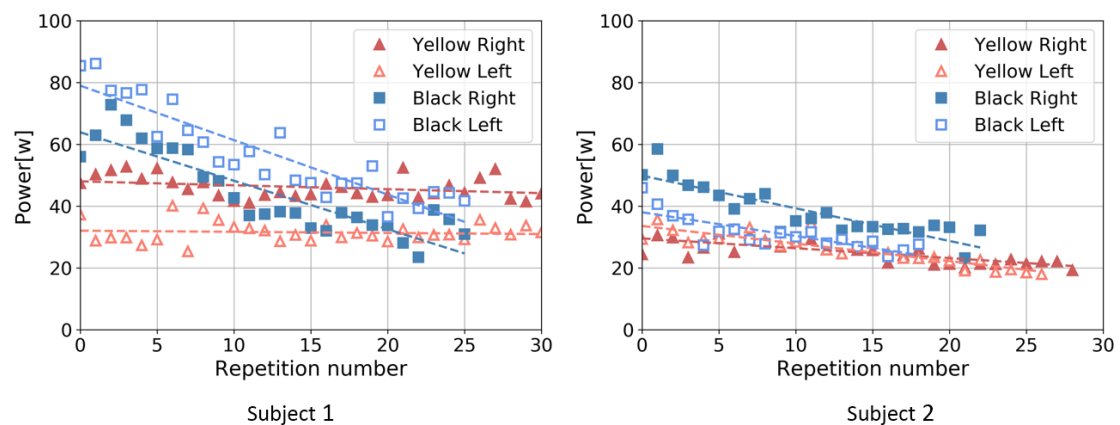 100
80
60
40
20
0
Power[w]
Yellow Right
Yellow Left
Black Right
Black Left
0 5 10 15 20 25 30
Repetition number
Subject 1
100
80
60
40
20
0
Power[w]
Yellow Right
Yellow Left
Black Right
Black Left
0 5 10 15 20 25 30
Repetition number
Subject 2